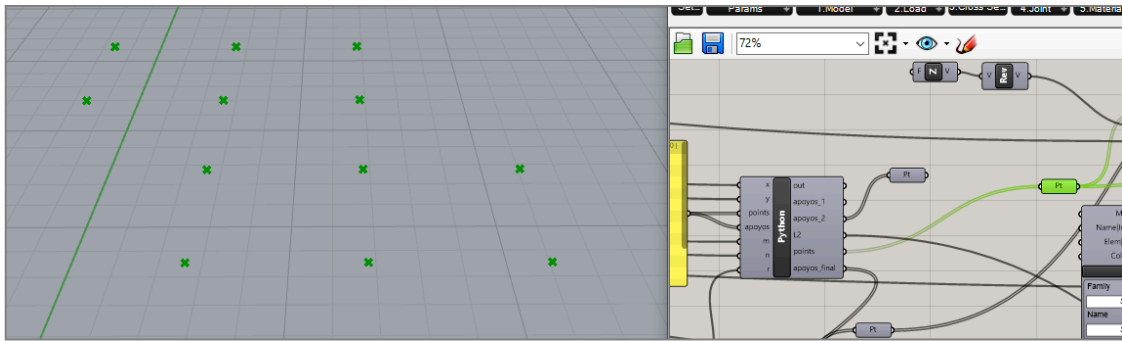 Params
1.Model
2.Load
4.Joint
72%
F Z V
V Rev V
x
y
points
apoyos
m
n
r
Python
out
apoyos_1
apoyos_2
L2
points
apoyos_final
Pt
Pt
Pt
Family
Name